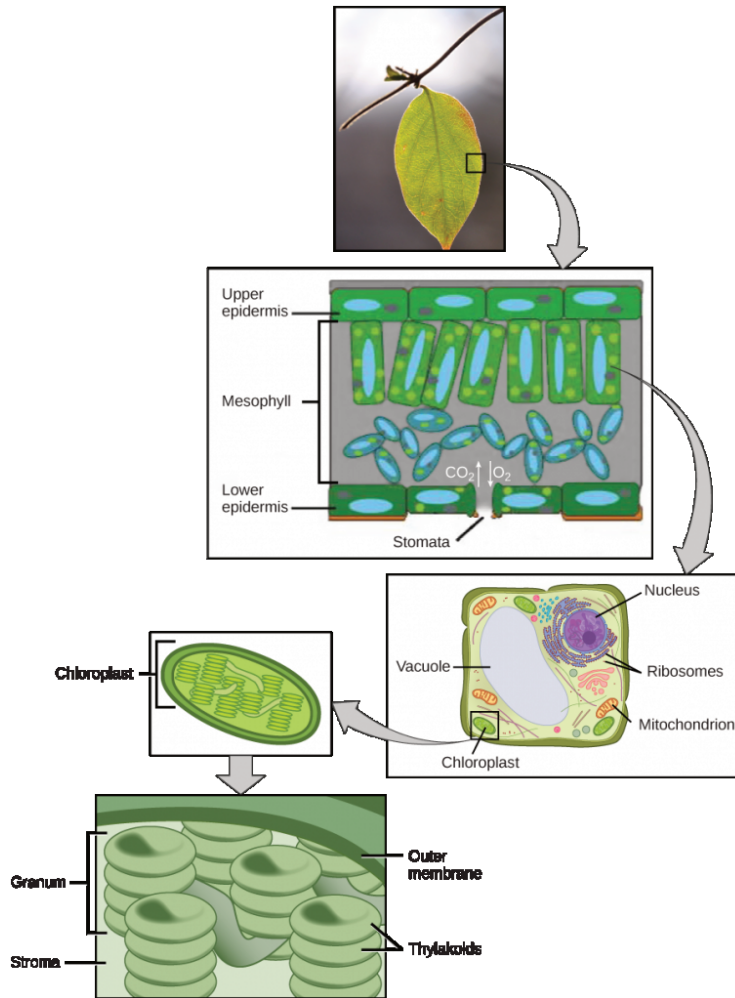 Upper
epidermis
Mesophyll
CO₂
O₂
Lower
epidermis
Stomata
Nucleus
Vacuole
Ribosomes
Mitochondrion
Chloroplast
Chloroplast
Outer
membrane
Granum
Thylakoids
Stroma